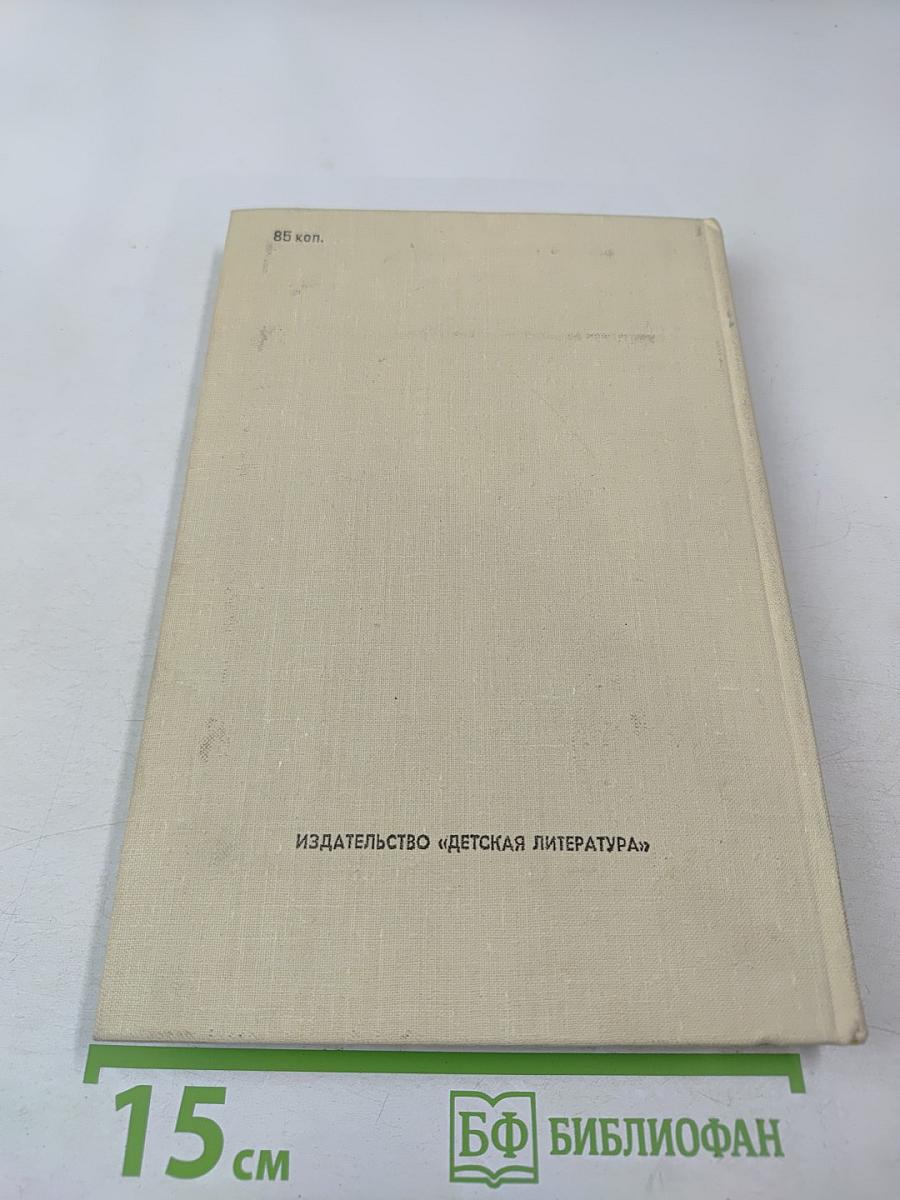 85 коп.
ИЗДАТЕЛЬСТВО «ДЕТСКАЯ ЛИТЕРАТУРА»
15 см
БФ БИБЛИОФАН